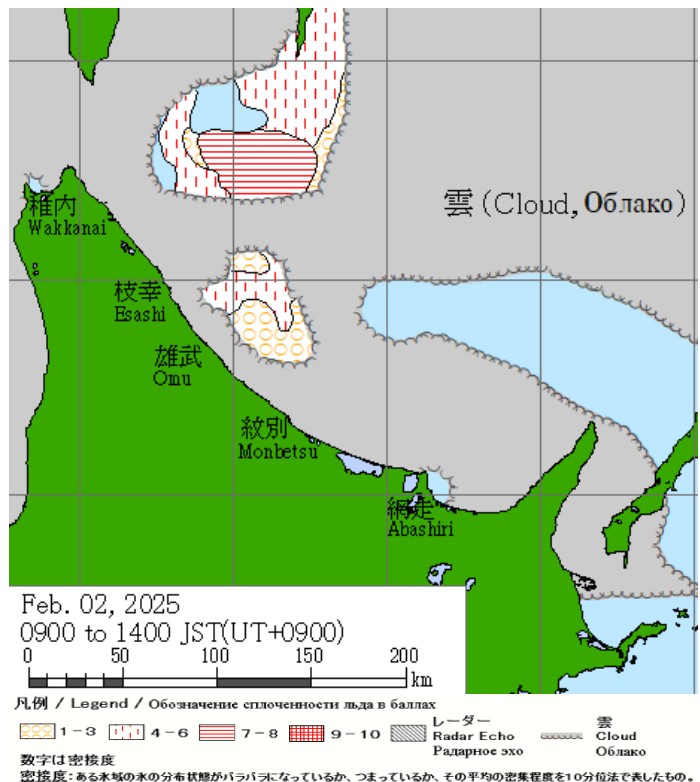 雲(Cloud, Облако)
稚内
Wakkanai
枝幸
Esashi
雄武
Omu
紋別
Monbetsu
網走
Abashiri
Feb. 02, 2025
0900 to 1400 JST(UT+0900)
0 50 100 150 200
km
凡例 / Legend / Обозначение сплоченности льда в баллах
1-3 4-6 7-8 9-10 レーダー Radar Echo Радарное эхо 雲 Cloud Облако
数字は密接度
密接度:ある氷域の氷の分布状態がバラバラになっているか、つまっているか、その平均の密集程度を10分位法で表したもの。